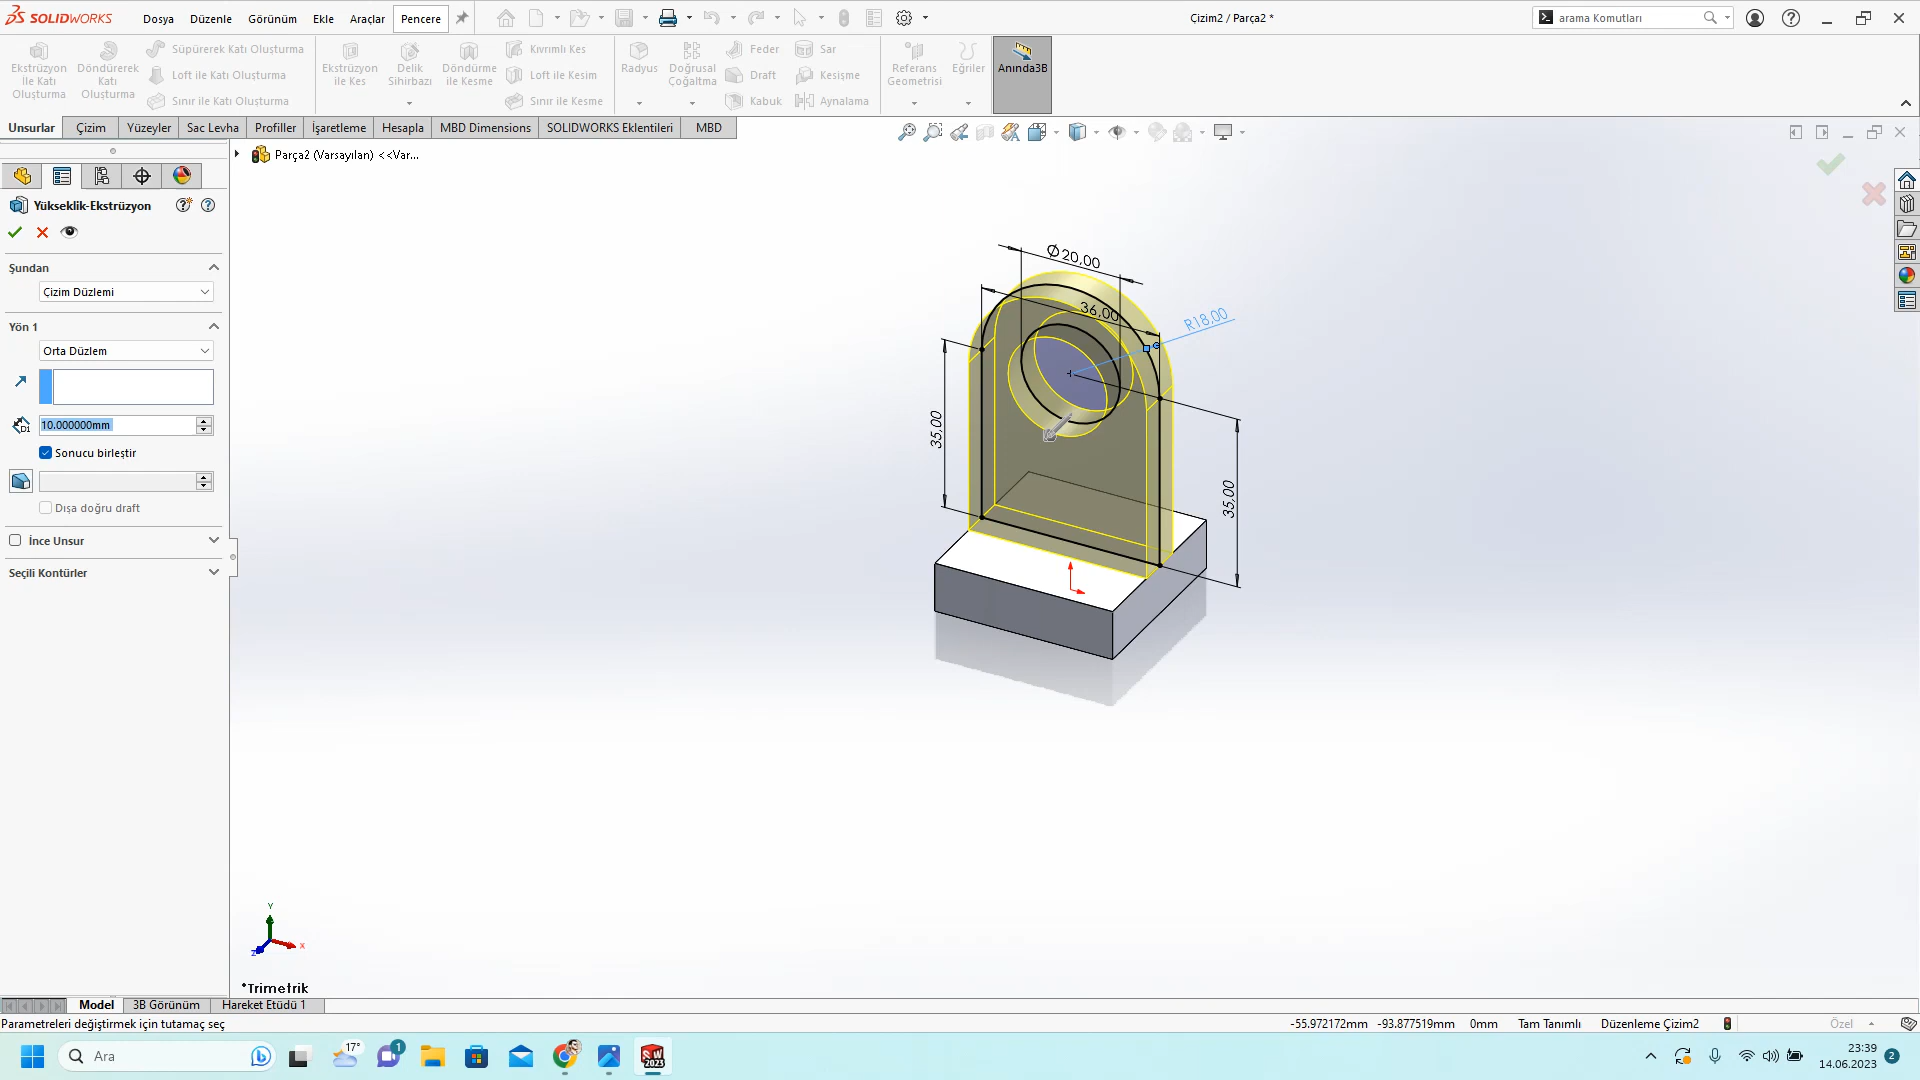 SOLIDWORKS Dosya Düzenle Görünüm Ekle Araçlar Pencere Çizim2 / Parça2 * arama Komutları
Ekstrüzyon ile Katı Oluşturma
Döndürerek Katı Oluşturma
Süpürerek Katı Oluşturma
Loft ile Katı Oluşturma
Sınır ile Katı Oluşturma
Ekstrüzyon ile Kes
Delik Sihirbazı
Döndürme ile Kesme
Kıvrımlı Kes
Loft ile Kesim
Sınır ile Kesme
Radyus
Doğrusal Çoğaltma
Feder
Draft
Kabuk
Sar
Kesişme
Aynalama
Referans Geometrisi
Eğriler
Anında3B
Unsurlar Çizim Yüzeyler Sac Levha Profiller İşaretleme Hesapla MBD Dimensions SOLIDWORKS Eklentileri MBD
Parça2 (Varsayılan) <<Var...
Yükseklik-Ekstrüzyon
Şundan
Çizim Düzlemi
Yön 1
Orta Düzlem
D1
10.000000mm
Sonucu birleştir
Dışa doğru draft
İnce Unsur
Seçili Kontürler
Ø20,00
36,00
R18,00
35,00
35,00
Y
X
Z
*Trimetrik
Model 3B Görünüm Hareket Etüdü 1
Parametreleri değiştirmek için tutamaç seç -55.972172mm -93.877519mm 0mm Tam Tanımlı Düzenleme Çizim2 Özel
Ara
17°
1
W
2023
23:39
14.06.2023
2